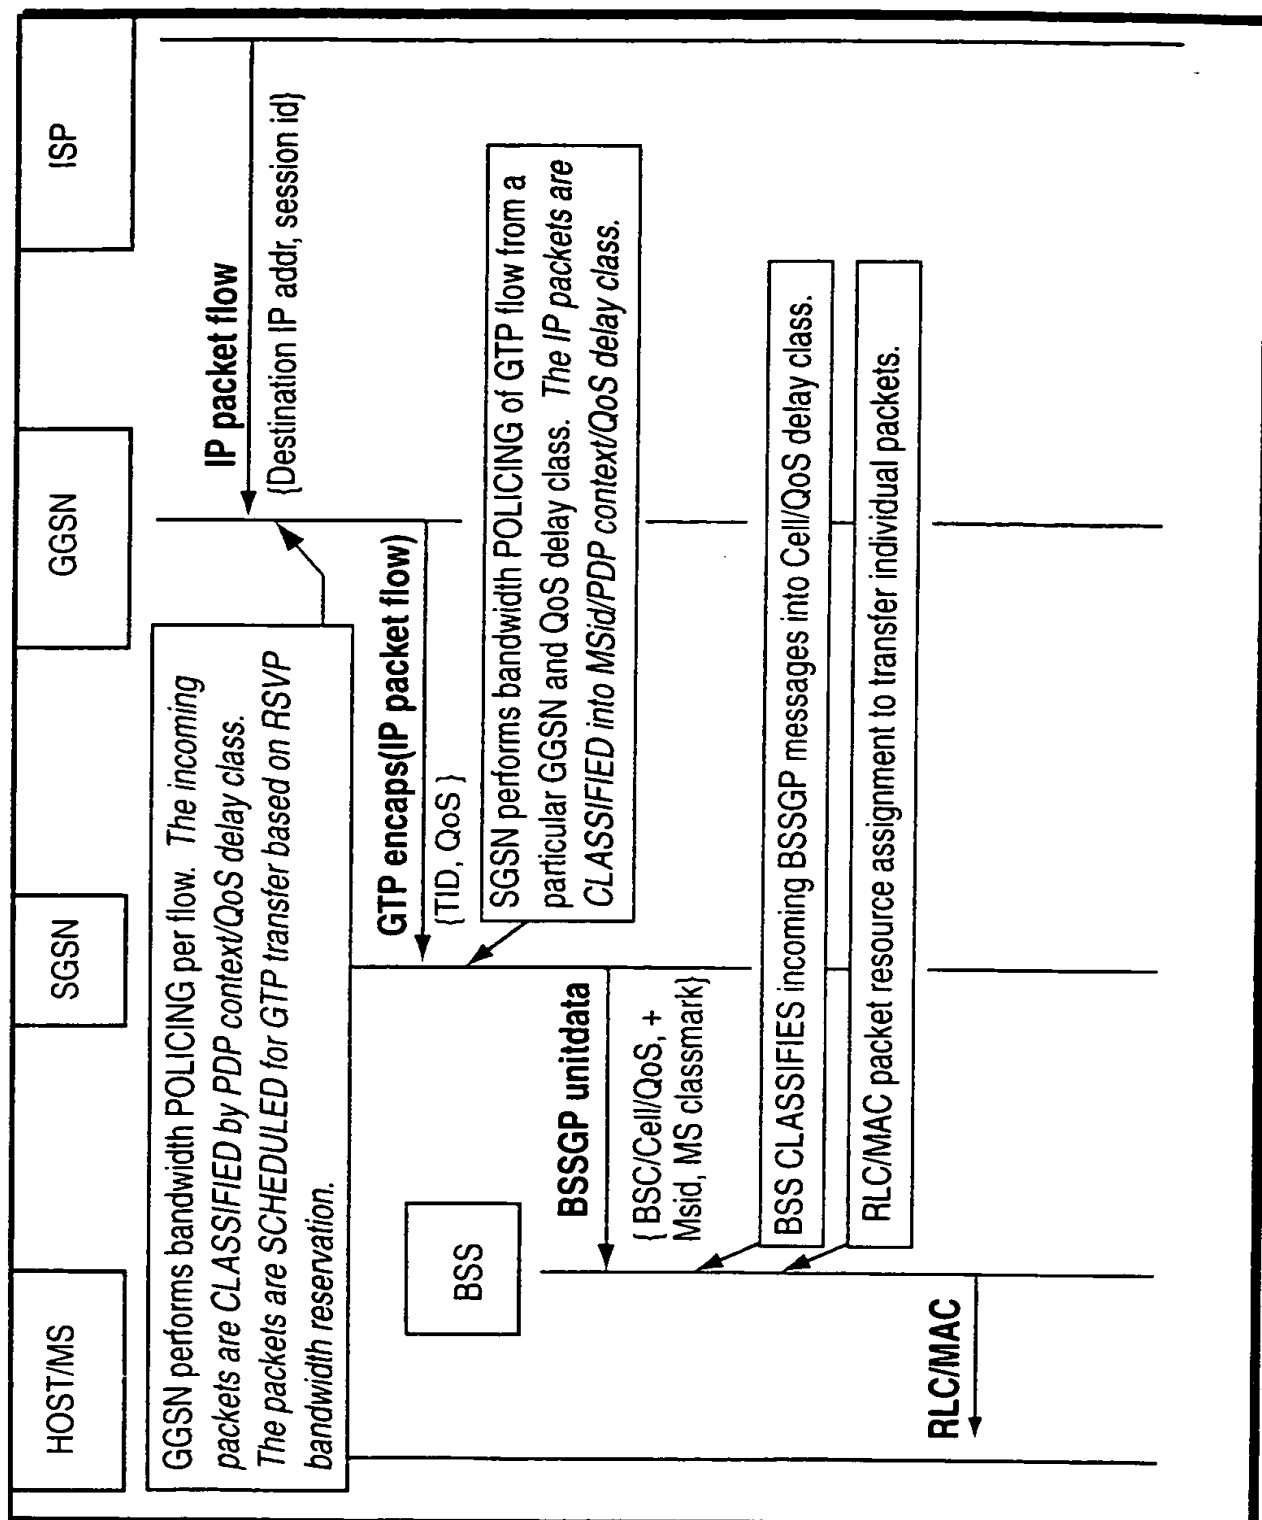 HOST/MS
SGSN
GGSN
ISP
GGSN performs bandwidth POLICING per flow. The incoming
packets are CLASSIFIED by PDP context/QoS delay class.
The packets are SCHEDULED for GTP transfer based on RSVP
bandwidth reservation.
IP packet flow
{Destination IP addr, session id}
GTP encaps(IP packet flow)
{TID, QoS }
BSS
SGSN performs bandwidth POLICING of GTP flow from a
particular GGSN and QoS delay class. The IP packets are
CLASSIFIED into MSid/PDP context/QoS delay class.
BSSGP unitdata
{ BSC/Cell/QoS, +
Msid, MS classmark}
BSS CLASSIFIES incoming BSSGP messages into Cell/QoS delay class.
RLC/MAC packet resource assignment to transfer individual packets.
RLC/MAC